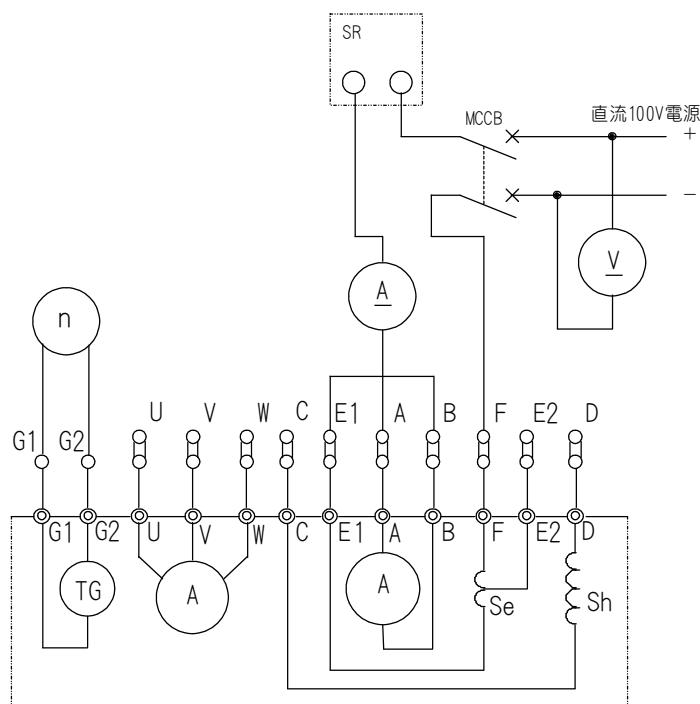 SR
MCCB
直流100V電源
+
−
V
A
n
U V W C E1 A B F E2 D
G1 G2
G1 G2 U V W C E1 A B F E2 D
TG A A Se Sh